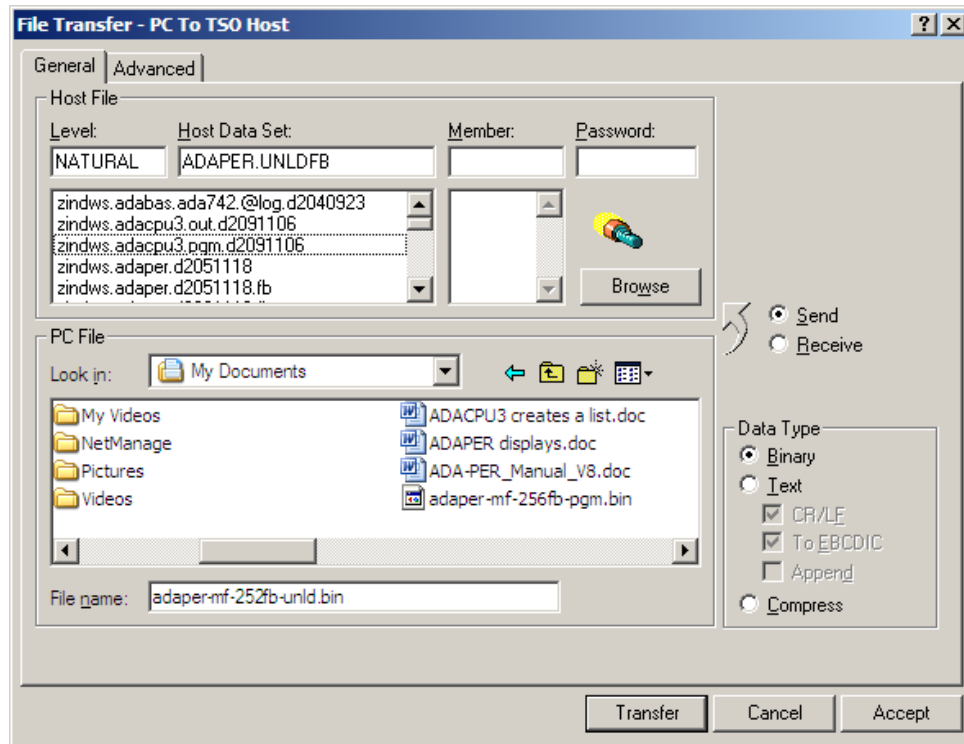 File Transfer - PC To TSO Host
General Advanced
Host File
Level: Host Data Set: Member: Password:
NATURAL ADAPER.UNLDFB
zindws.adabas.ada742.@log.d2040923
zindws.adacpu3.out.d2091106
zindws.adacpu3.pgm.d2091106
zindws.adaper.d2051118
zindws.adaper.d2051118.fb
Browse
Send
Receive
PC File
Look in: My Documents
My Videos ADACPU3 creates a list.doc
NetManage ADAPER displays.doc
Pictures ADA-PER_Manual_V8.doc
Videos adaper-mf-256fb-pgm.bin
File name: adaper-mf-252fb-unld.bin
Data Type
Binary
Text
CR/LF
To EBCDIC
Append
Compress
Transfer Cancel Accept